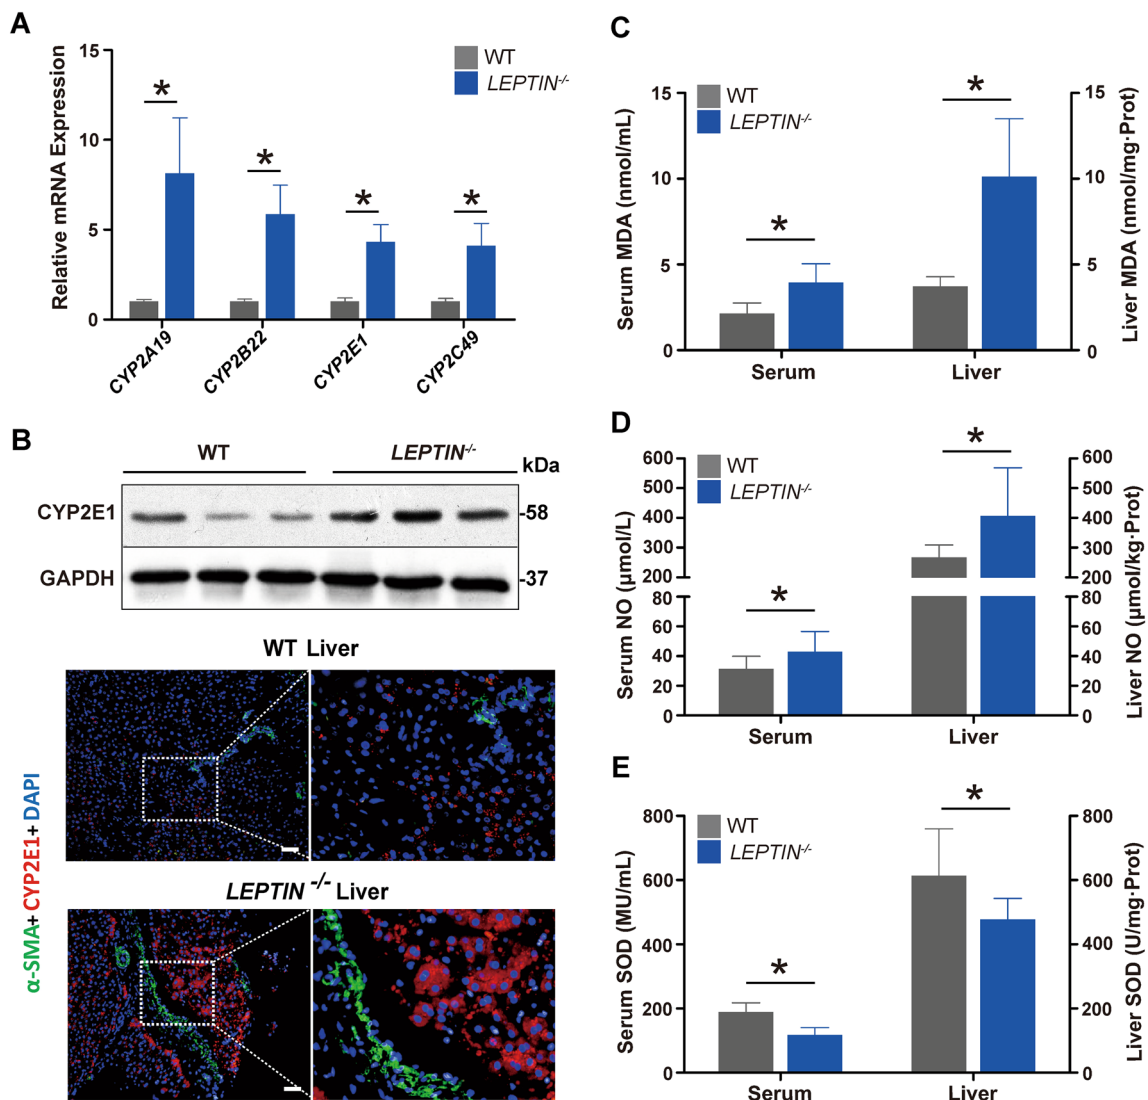 A
Relative mRNA Expression
15
10
5
0
WT
LEPTIN-/-
*
*
*
*
CYP2A19
CYP2B22
CYP2E1
CYP2C49
B
WT
LEPTIN-/-
kDa
CYP2E1
-58
GAPDH
-37
WT Liver
α-SMA+ CYP2E1+ DAPI
LEPTIN -/- Liver
C
Serum MDA (nmol/mL)
15
10
5
0
WT
LEPTIN-/-
*
*
Serum
Liver
15
10
5
0
Liver MDA (nmol/mg·Prot)
D
Serum NO (μmol/L)
600
500
400
300
200
80
60
40
20
0
WT
LEPTIN-/-
*
*
Serum
Liver
600
500
400
300
200
80
60
40
20
0
Liver NO (μmol/kg·Prot)
E
Serum SOD (MU/mL)
800
600
400
200
0
WT
LEPTIN-/-
*
*
Serum
Liver
800
600
400
200
0
Liver SOD (U/mg·Prot)